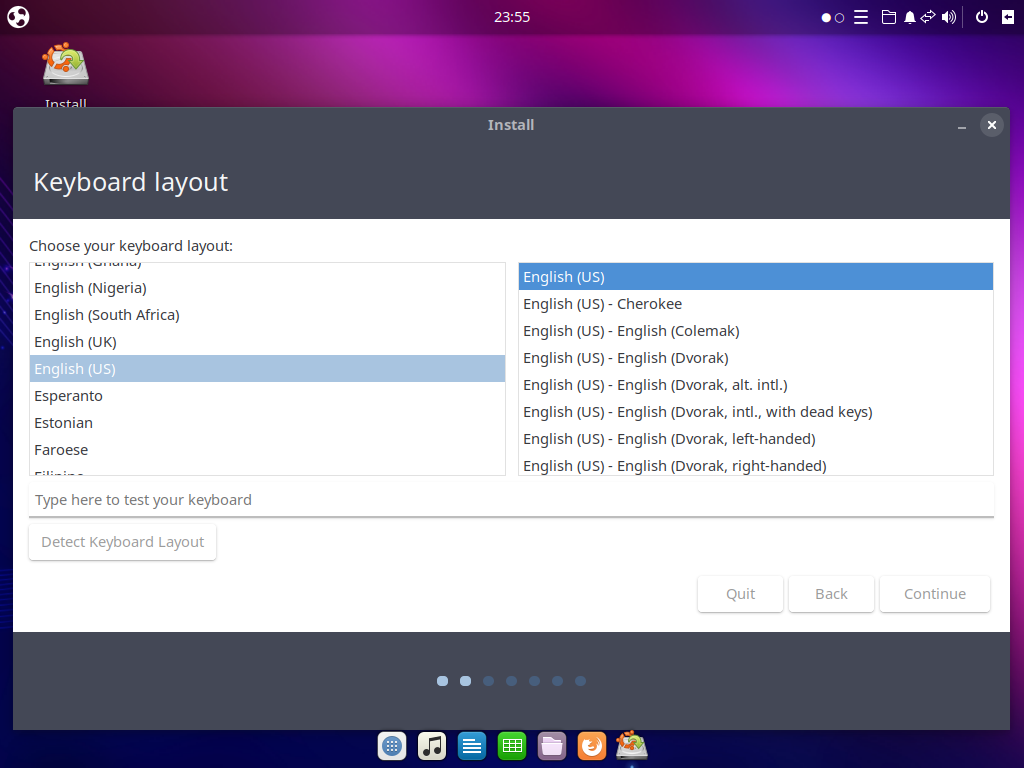 23:55
Install
Install
Keyboard layout
Choose your keyboard layout:
English (Ghana)
English (Nigeria)
English (South Africa)
English (UK)
English (US)
Esperanto
Estonian
Faroese
Filipino
English (US)
English (US) - Cherokee
English (US) - English (Colemak)
English (US) - English (Dvorak)
English (US) - English (Dvorak, alt. intl.)
English (US) - English (Dvorak, intl., with dead keys)
English (US) - English (Dvorak, left-handed)
English (US) - English (Dvorak, right-handed)
Type here to test your keyboard
Detect Keyboard Layout
Quit
Back
Continue